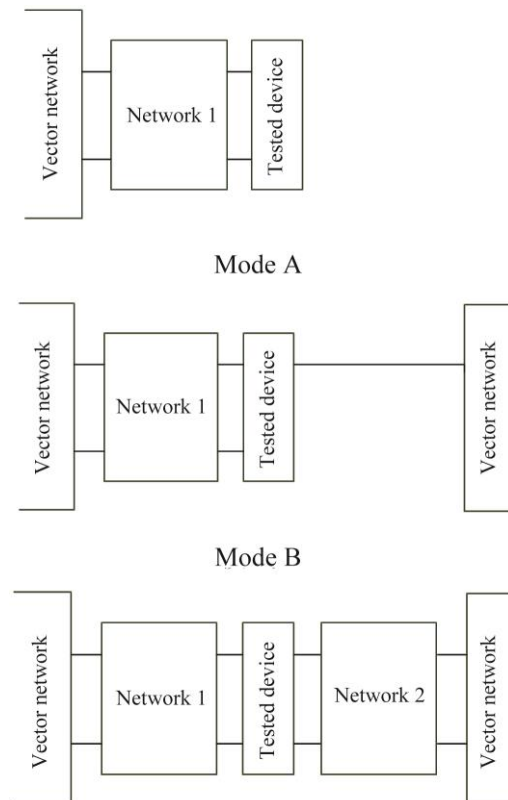 Vector network
Network 1
Tested device
Mode A
Vector network
Network 1
Tested device
Vector network
Mode B
Vector network
Network 1
Tested device
Network 2
Vector network